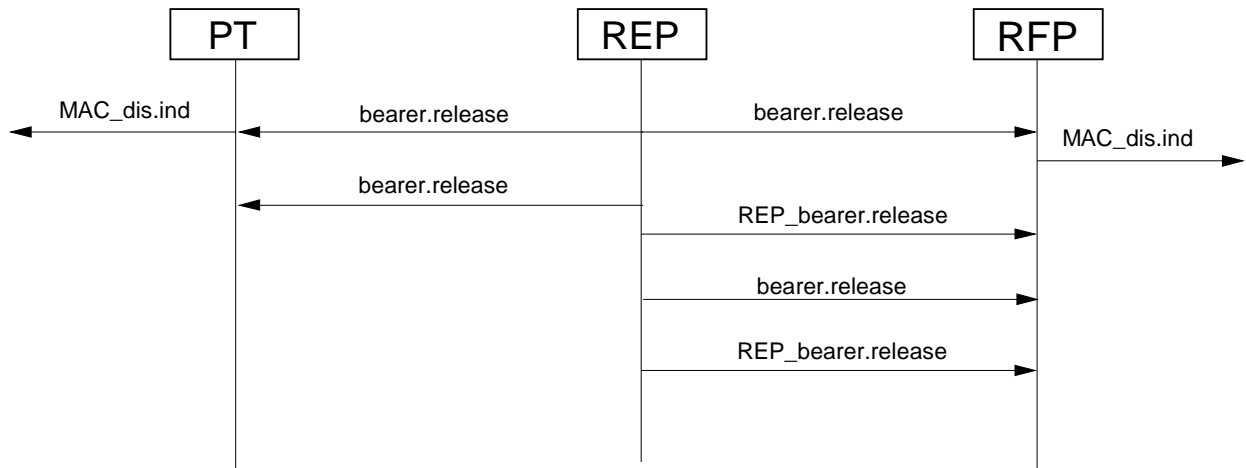 PT
REP
RFP
MAC_dis.ind
bearer.release
bearer.release
MAC_dis.ind
bearer.release
REP_bearer.release
bearer.release
REP_bearer.release